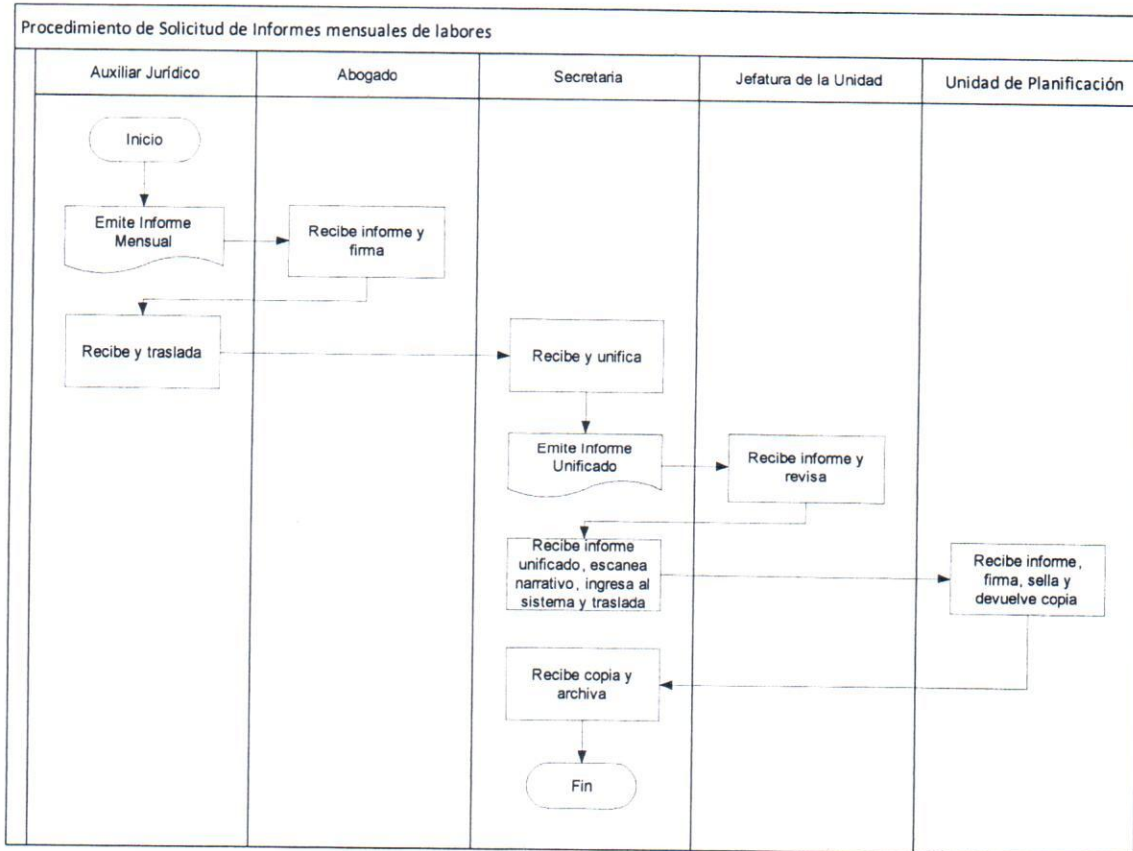 Procedimiento de Solicitud de Informes mensuales de labores
Auxiliar Jurídico
Abogado
Secretaria
Jefatura de la Unidad
Unidad de Planificación
Inicio
Emite Informe
Mensual
Recibe informe y
firma
Recibe y traslada
Recibe y unifica
Emite Informe
Unificado
Recibe informe y
revisa
Recibe informe
unificado, escanea
narrativo, ingresa al
sistema y traslada
Recibe informe,
firma, sella y
devuelve copia
Recibe copia y
archiva
Fin